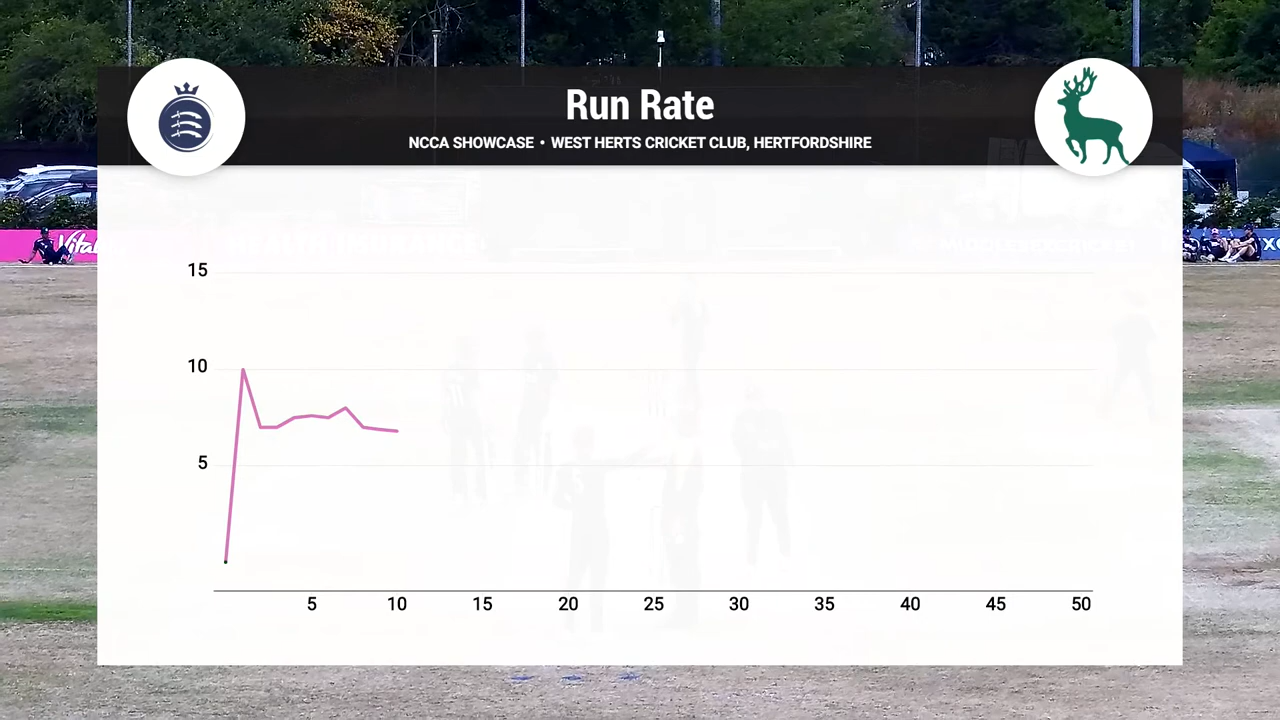 Run Rate
NCCA SHOWCASE • WEST HERTS CRICKET CLUB, HERTFORDSHIRE
15
10
5
5 10 15 20 25 30 35 40 45 50